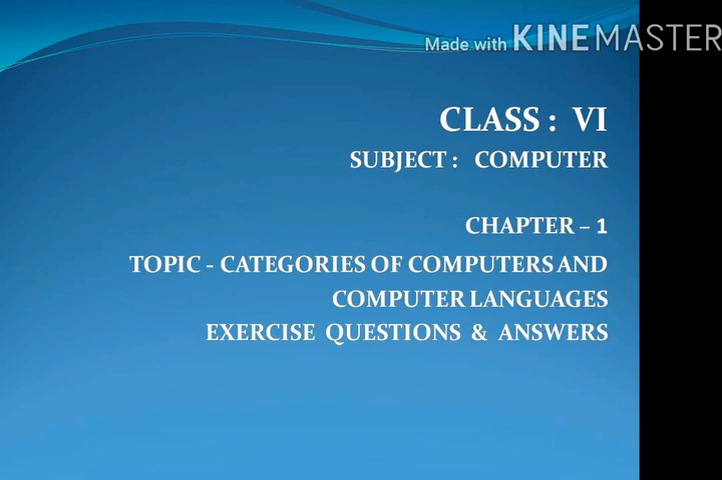 Made with KINEMASTER
CLASS : VI
SUBJECT : COMPUTER
CHAPTER – 1
TOPIC - CATEGORIES OF COMPUTERS AND
COMPUTER LANGUAGES
EXERCISE QUESTIONS & ANSWERS